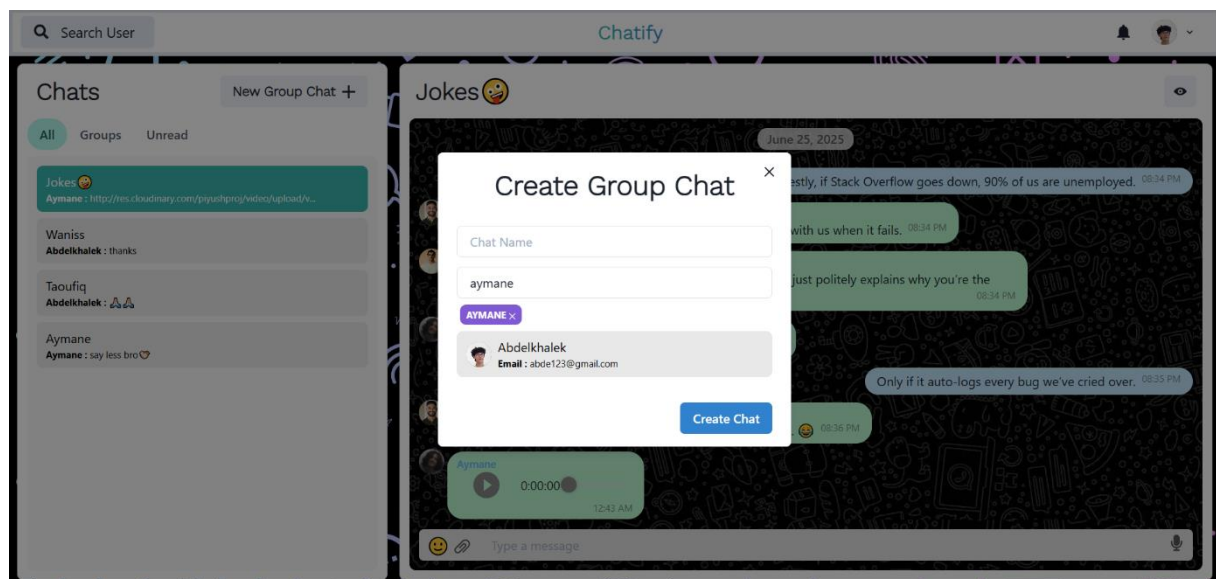 Search User
Chatify
Chats
New Group Chat +
All Groups Unread
Jokes🤪
Aymane : http://res.cloudinary.com/piyushproj/video/upload/v...
Waniss
Abdelkhalek : thanks
Taoufiq
Abdelkhalek : 🙏🙏
Aymane
Aymane : say less bro
Jokes🤪
June 25, 2025
if Stack Overflow goes down, 90% of us are unemployed. 08:34 PM
with us when it fails. 08:34 PM
just politely explains why you're the
08:34 PM
Only if it auto-logs every bug we've cried over. 08:35 PM
😄 08:36 PM
Aymane
0:00:00
12:43 AM
Type a message
Create Group Chat
×
Chat Name
aymane
AYMANE ×
Abdelkhalek
Email : abde123@gmail.com
Create Chat